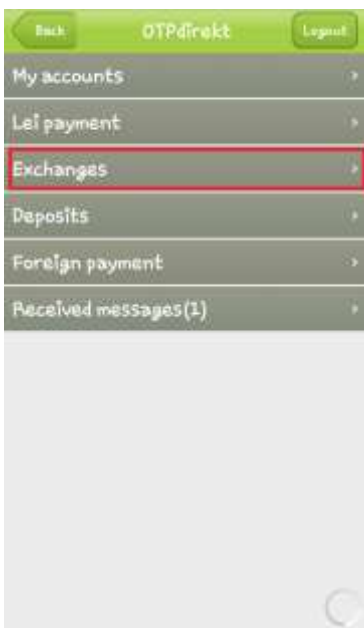 Back OTPdirekt Logout
My accounts
Lei payment
Exchanges
Deposits
Foreign payment
Received messages(1)